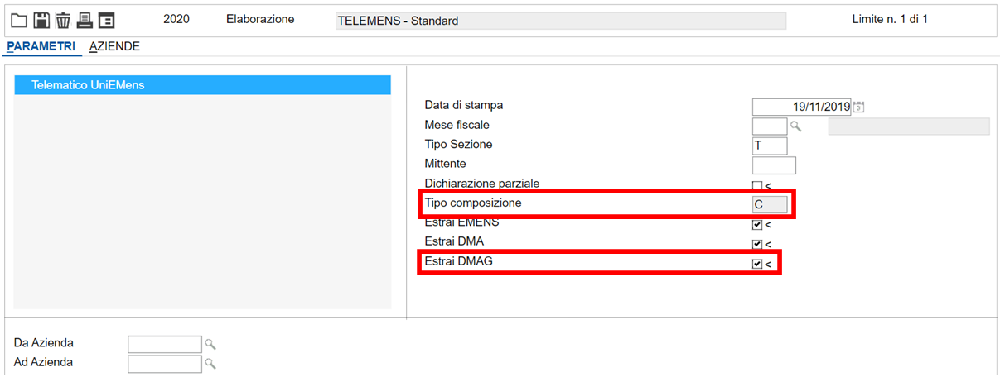 2020 Elaborazione TELEMENS - Standard Limite n. 1 di 1
PARAMETRI AZIENDE
Telematico UniEMens
Data di stampa 19/11/2019
Mese fiscale
Tipo Sezione T
Mittente
Dichiarazione parziale <
Tipo composizione C
Estrai EMENS <
Estrai DMA <
Estrai DMAG <
Da Azienda
Ad Azienda